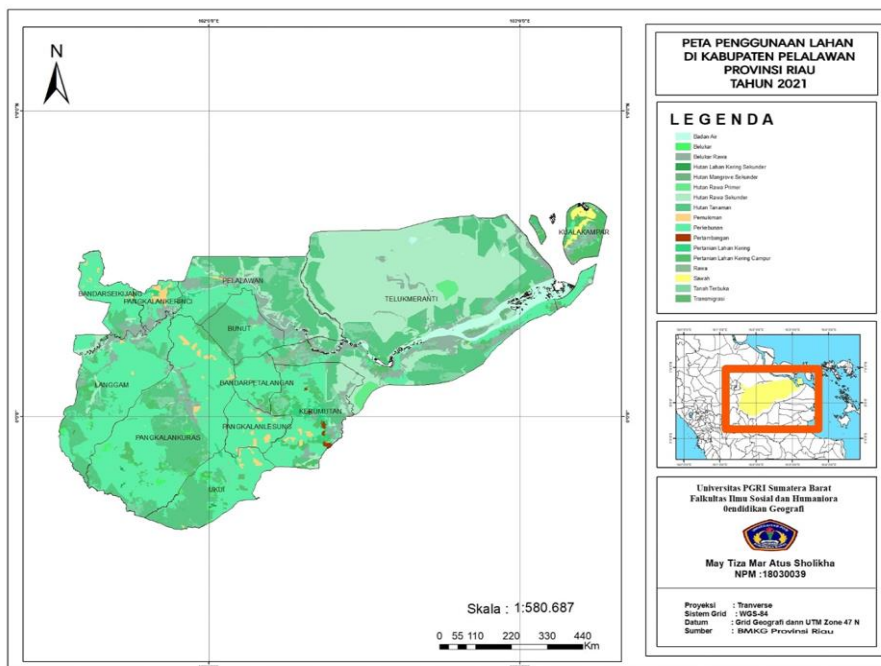 PETA PENGGUNAAN LAHAN
DI KABUPATEN PELALAWAN
PROVINSI RIAU
TAHUN 2021
N
KUALAKAMPAR
PELALAWAN
BANDARSEIKIJANG
PANGKALANKERINCI
TELUKMERANTI
BUNUT
LANGGAM
BANDARPETALANGAN
KERUMUTAN
PANGKALANLESUNG
PANGKALANKURAS
UKUI
Skala : 1:580.687
0 55 110 220 330 440
Km
LEGENDA
Badan Air
Belukar
Belukar Rawa
Hutan Lahan Kering Sekunder
Hutan Mangrove Sekunder
Hutan Rawa Primer
Hutan Rawa Sekunder
Hutan Tanaman
Pemukiman
Perkebunan
Pertambangan
Pertanian Lahan Kering
Pertanian Lahan Kering Campur
Rawa
Sawah
Tanah Terbuka
Transmigrasi
Universitas PGRI Sumatera Barat
Falkultas Ilmu Sosial dan Humaniora
0endidikan Geografi
May Tiza Mar Atus Sholikha
NPM :18030039
Proyeksi : Tranverse
Sistem Grid : WGS-84
Datum : Grid Geografi dann UTM Zone 47 N
Sumber : BMKG Provinsi Riau